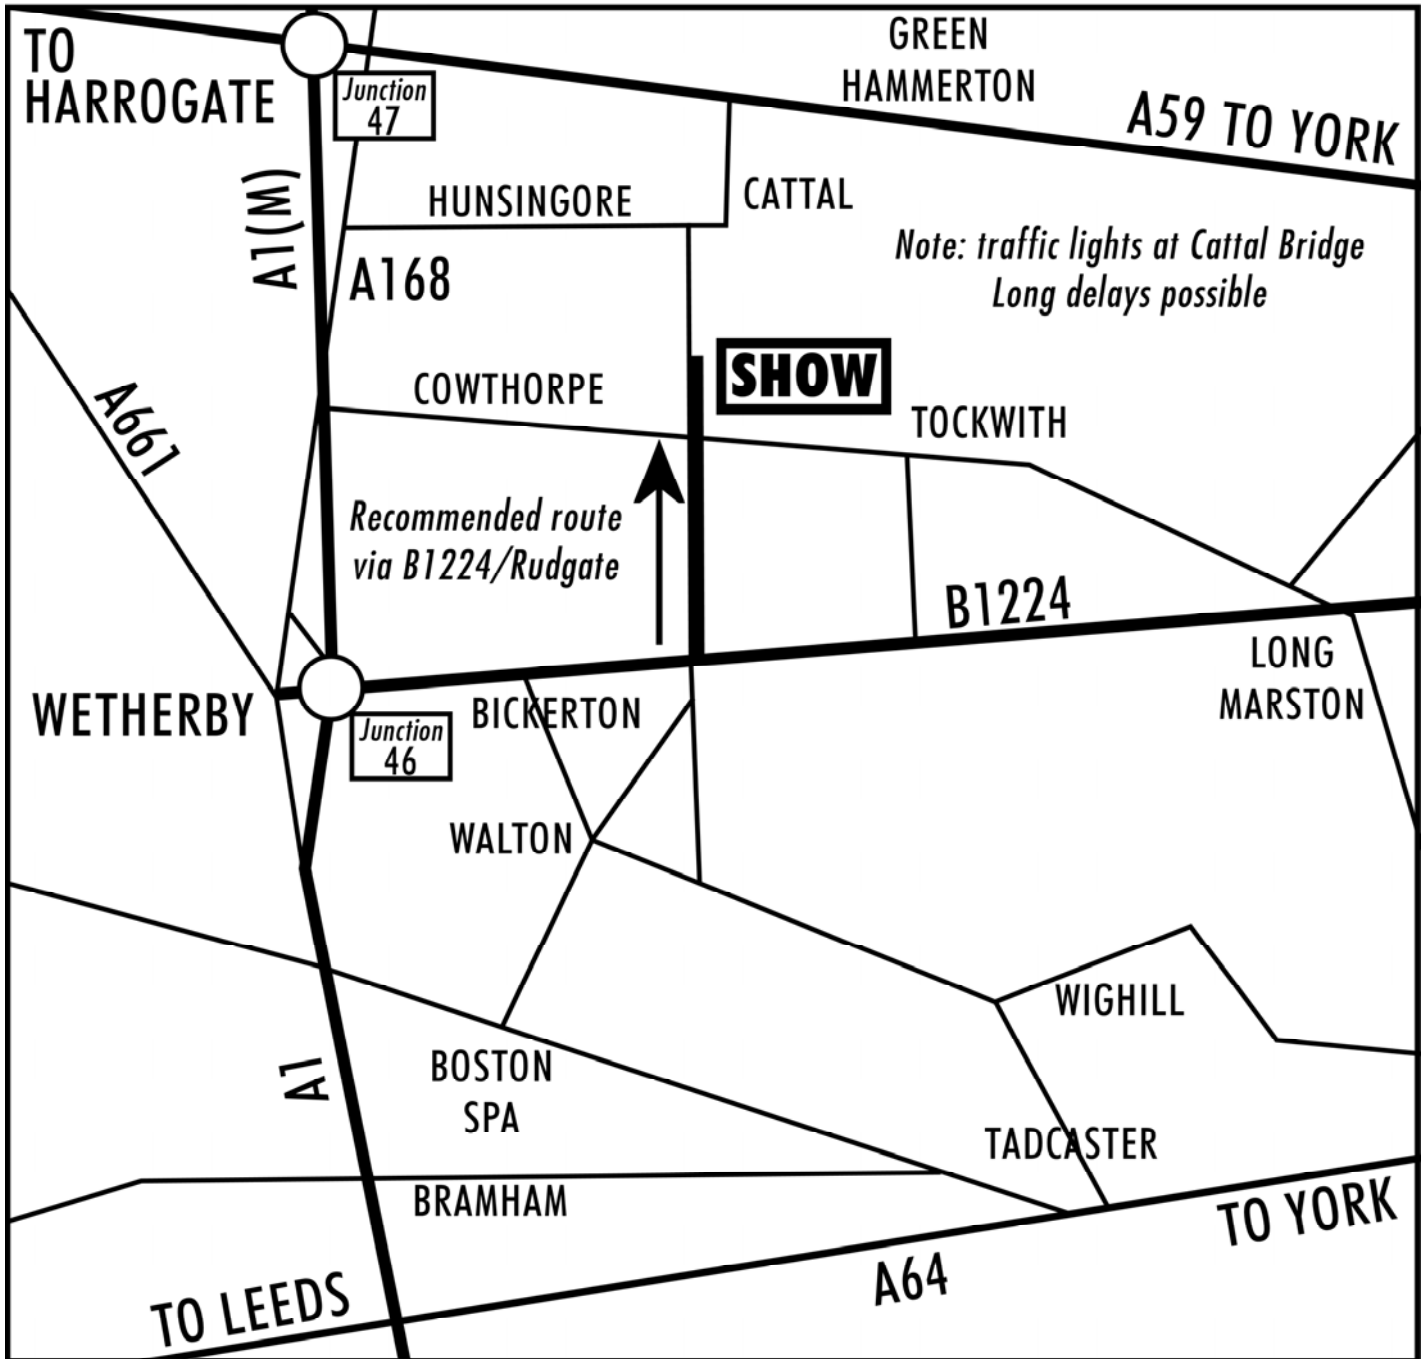 TO
HARROGATE
GREEN
HAMMERTON
Junction
47
A59 TO YORK
A1(M)
HUNSINGORE
CATTAL
Note: traffic lights at Cattal Bridge
Long delays possible
A168
SHOW
A661
COWTHORPE
TOCKWITH
Recommended route
via B1224/Rudgate
B1224
LONG
MARSTON
WETHERBY
Junction
46
BICKERTON
WALTON
WIGHILL
A1
BOSTON
SPA
TADCASTER
BRAMHAM
TO YORK
A64
TO LEEDS